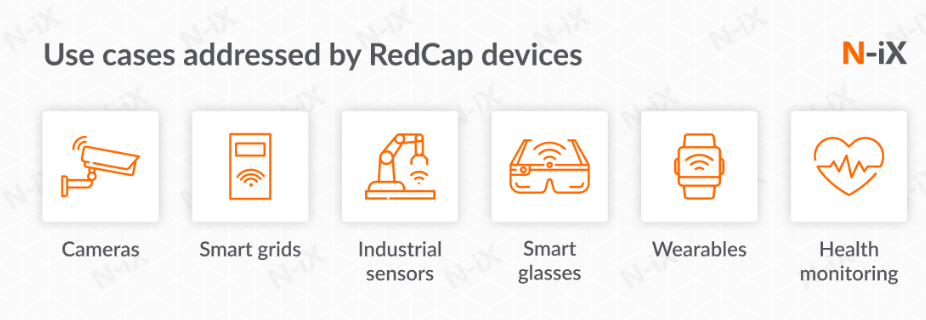 Use cases addressed by RedCap devices
N-iX
Cameras
Smart grids
Industrial
sensors
Smart
glasses
Wearables
Health
monitoring